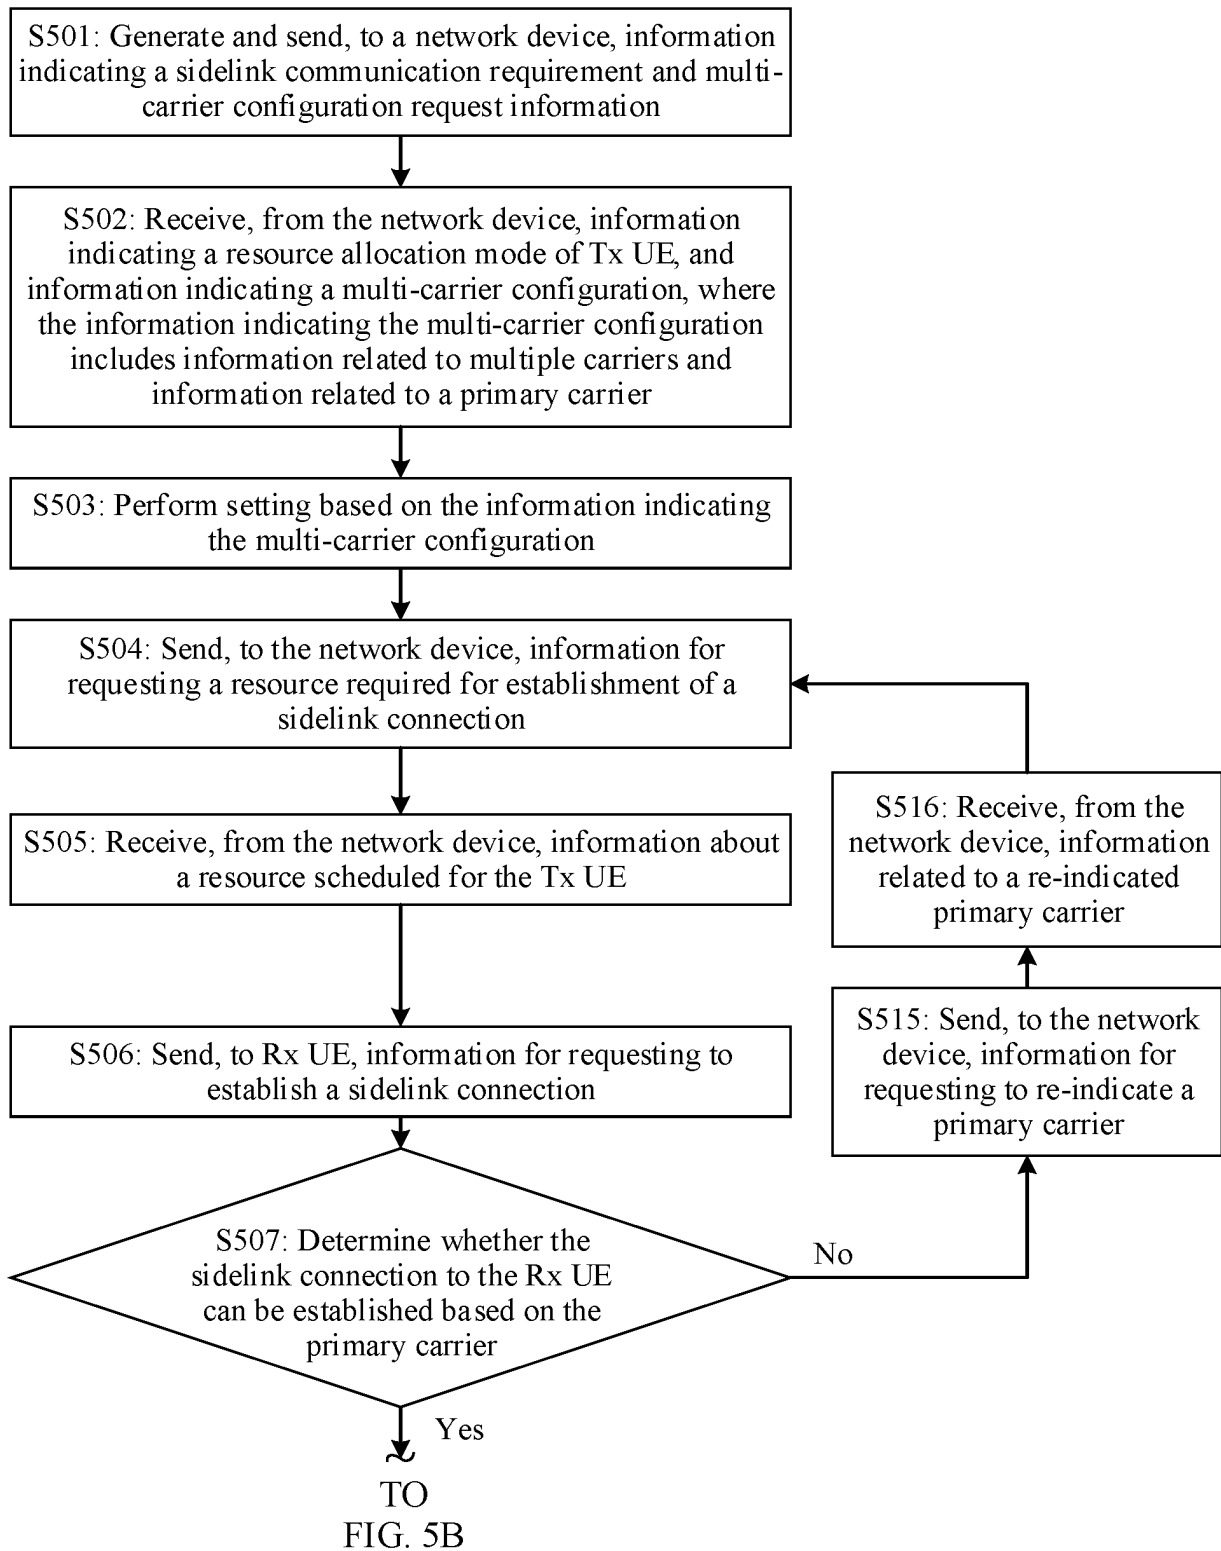 S501: Generate and send, to a network device, information
indicating a sidelink communication requirement and multi-
carrier configuration request information
S502: Receive, from the network device, information
indicating a resource allocation mode of Tx UE, and
information indicating a multi-carrier configuration, where
the information indicating the multi-carrier configuration
includes information related to multiple carriers and
information related to a primary carrier
S503: Perform setting based on the information indicating
the multi-carrier configuration
S504: Send, to the network device, information for
requesting a resource required for establishment of a
sidelink connection
S505: Receive, from the network device, information about
a resource scheduled for the Tx UE
S506: Send, to Rx UE, information for requesting to
establish a sidelink connection
S507: Determine whether the
sidelink connection to the Rx UE
can be established based on the
primary carrier
No
S515: Send, to the network
device, information for
requesting to re-indicate a
primary carrier
S516: Receive, from the
network device, information
related to a re-indicated
primary carrier
Yes
TO
FIG. 5B